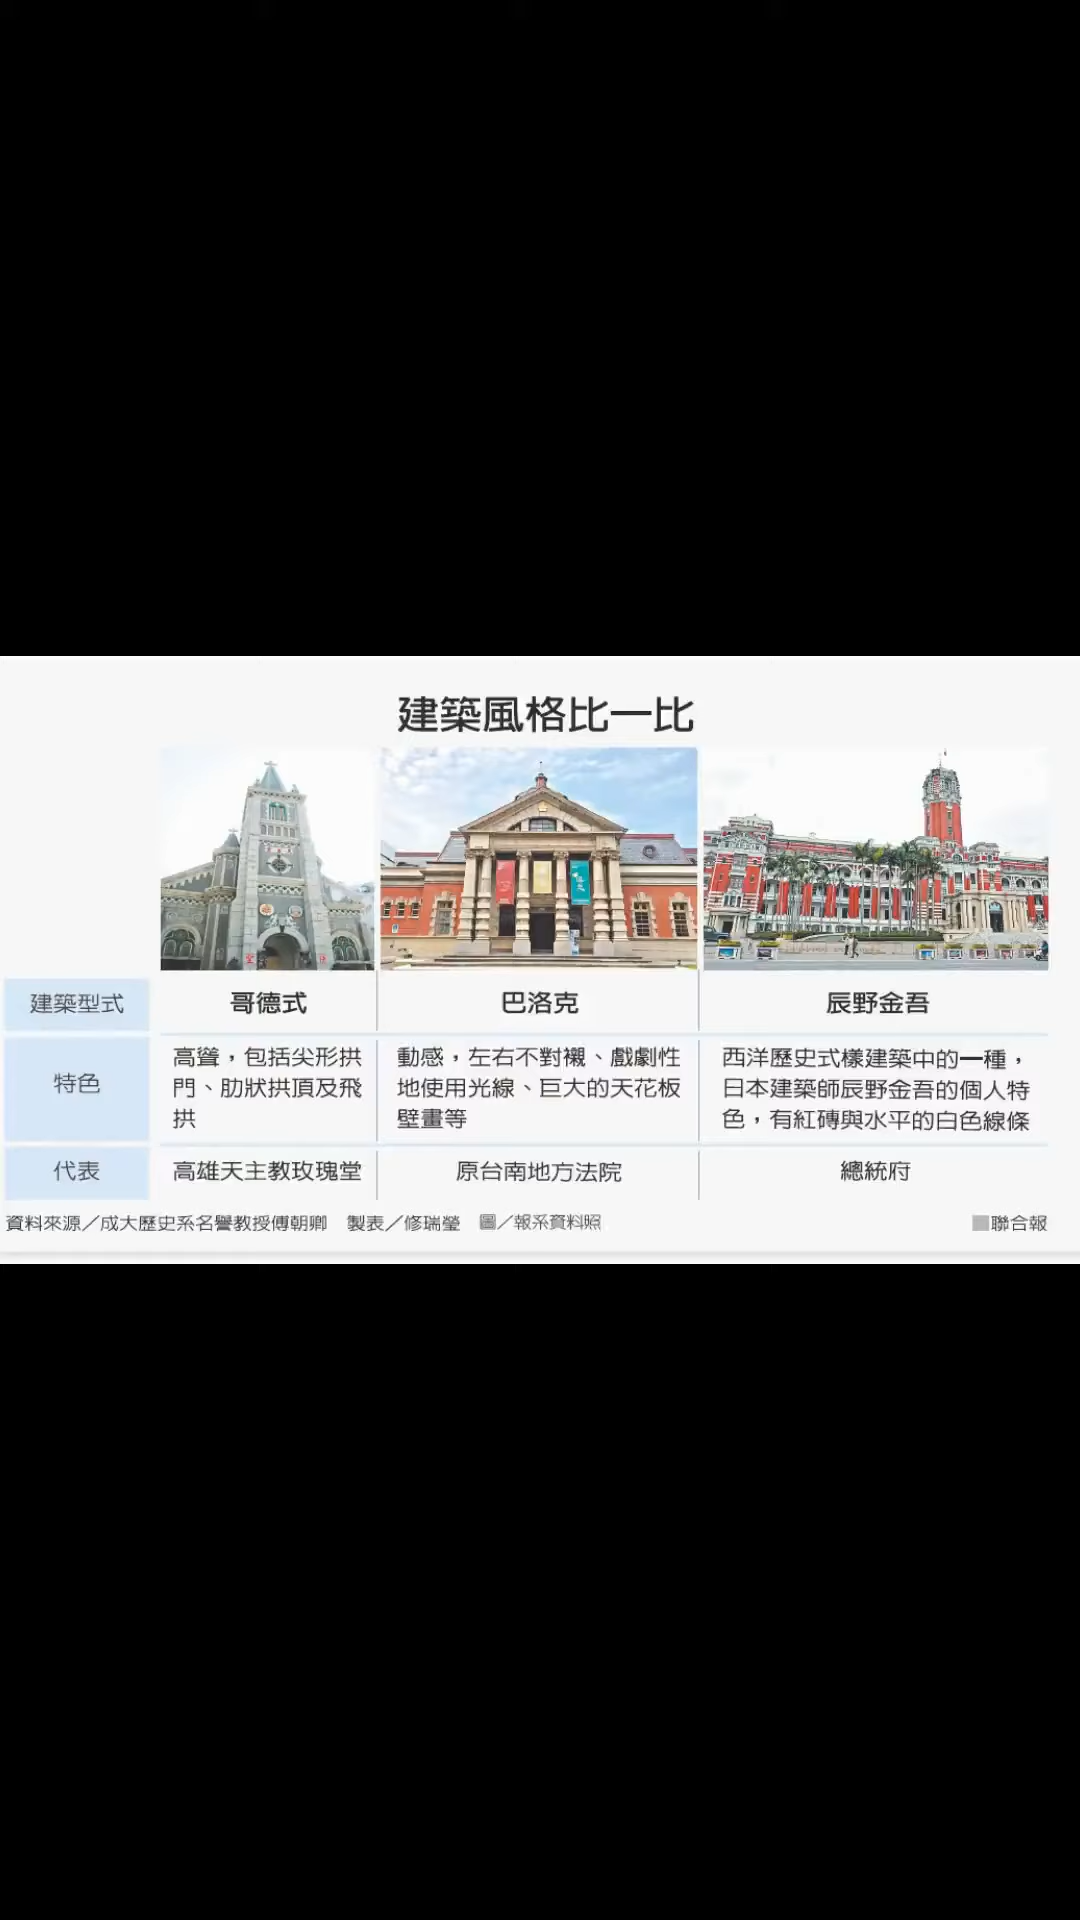 建築風格比一比
建築型式
哥德式
巴洛克
辰野金吾
特色
高聳，包括尖形拱
門、肋狀拱頂及飛
拱
動感，左右不對襯、戲劇性
地使用光線、巨大的天花板
壁畫等
西洋歷史式樣建築中的一種，
日本建築師辰野金吾的個人特
色，有紅磚與水平的白色線條
代表
高雄天主教玫瑰堂
原台南地方法院
總統府
資料來源／成大歷史系名譽教授傅朝卿　製表／修瑞瑩　圖／報系資料照
聯合報